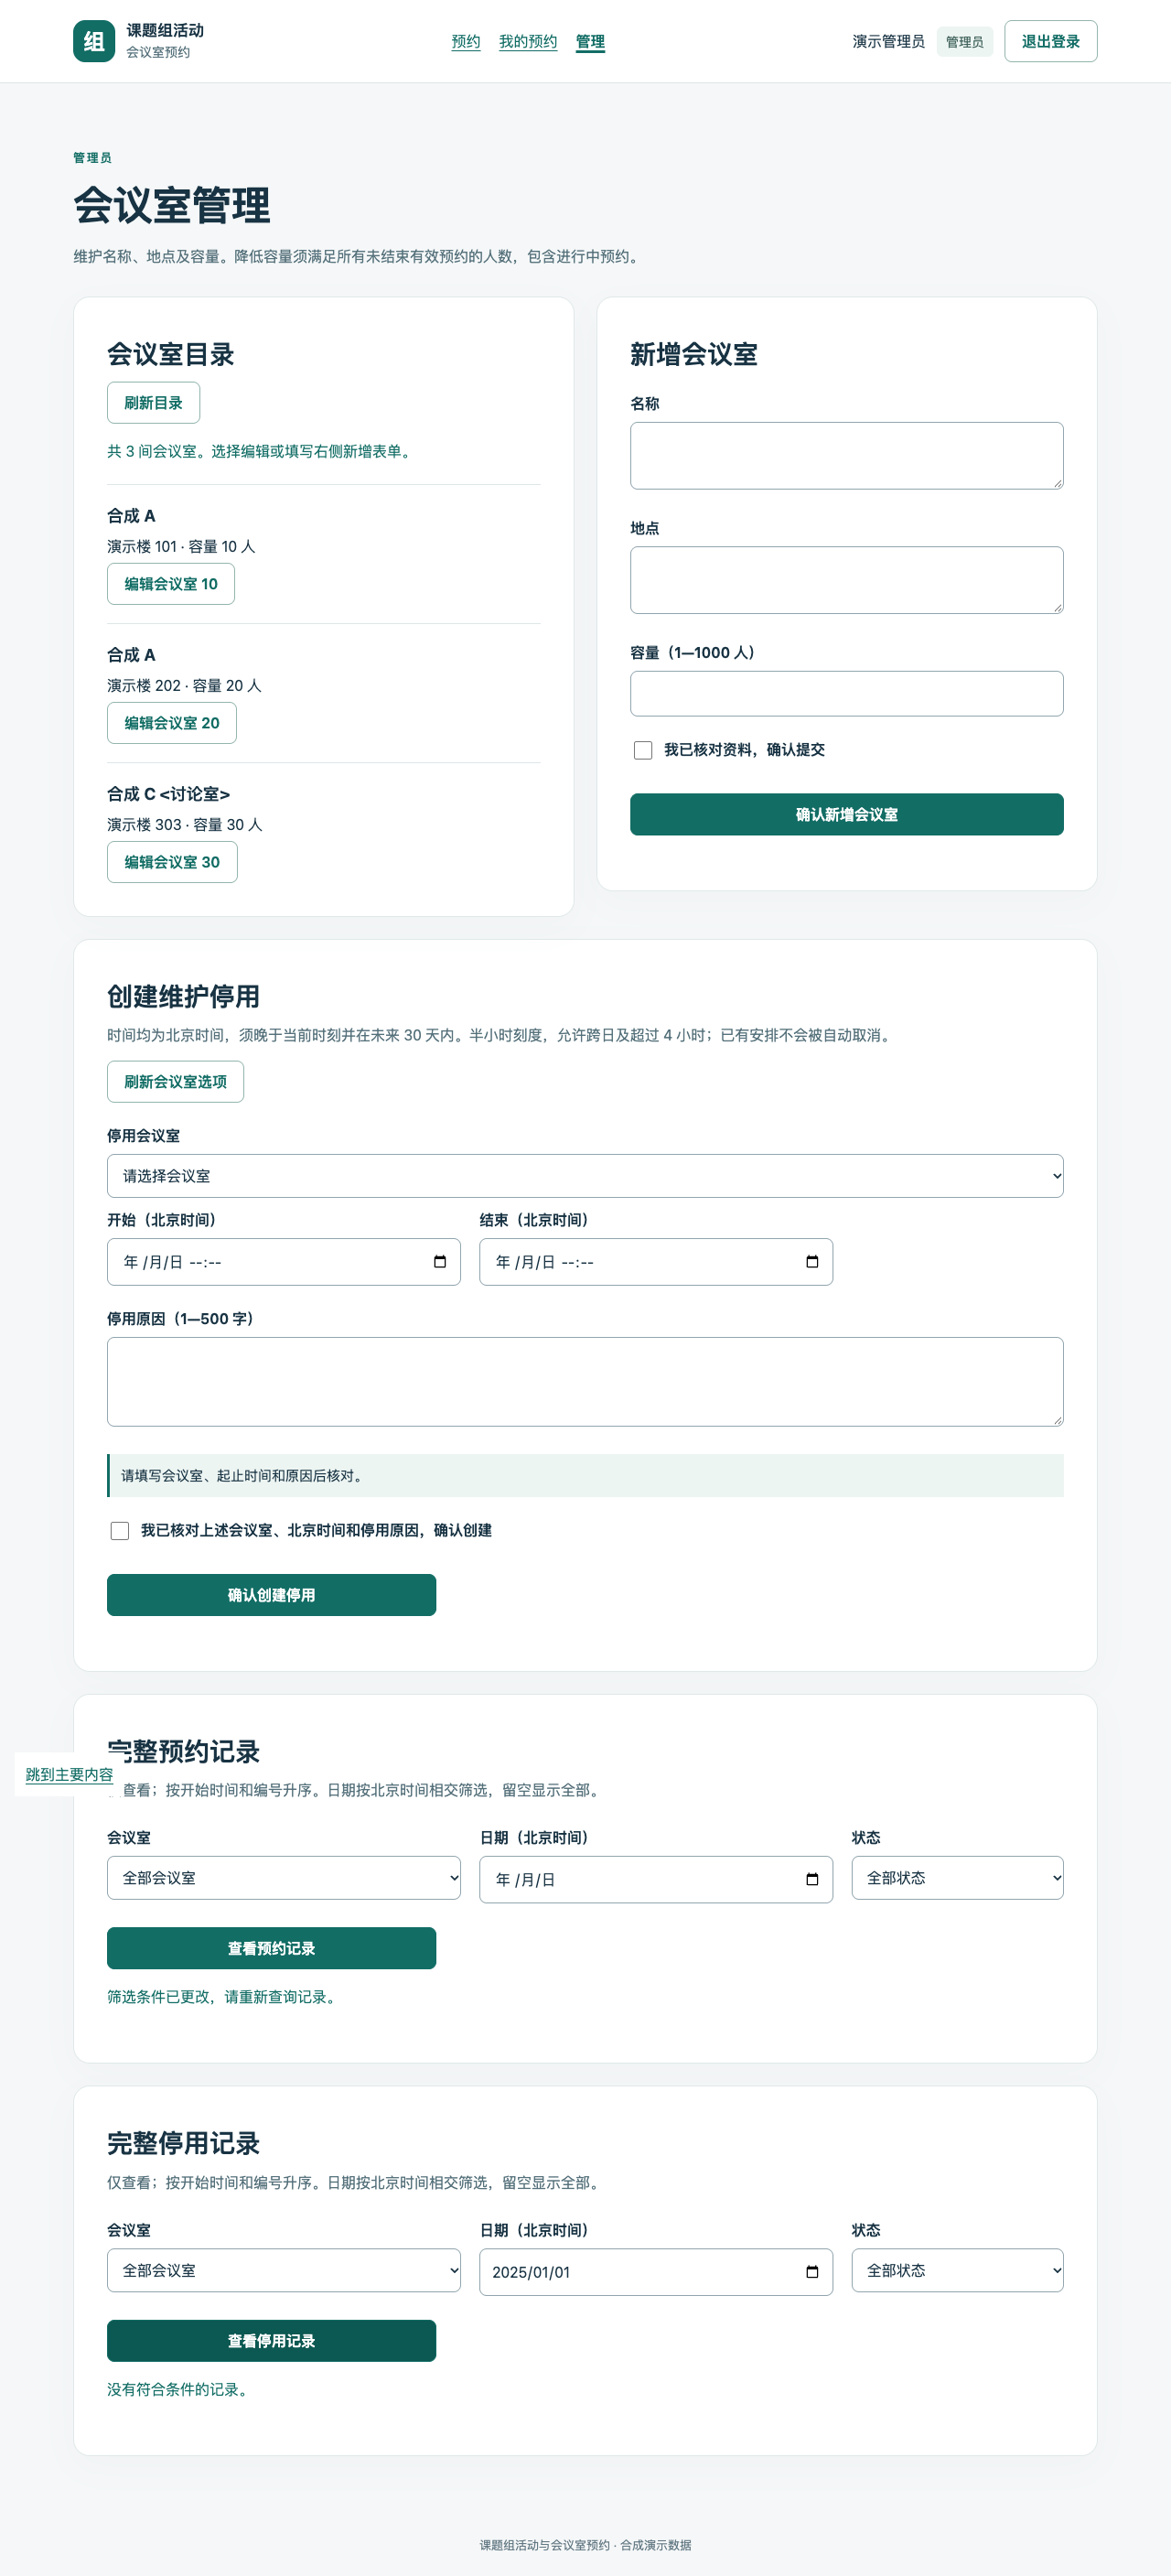 组
课题组活动
会议室预约
预约
我的预约
管理
演示管理员
管理员
退出登录
管理员
会议室管理
维护名称、地点及容量。降低容量须满足所有未结束有效预约的人数，包含进行中预约。
会议室目录
刷新目录
共 3 间会议室。选择编辑或填写右侧新增表单。
合成 A
演示楼 101 · 容量 10 人
编辑会议室 10
合成 A
演示楼 202 · 容量 20 人
编辑会议室 20
合成 C <讨论室>
演示楼 303 · 容量 30 人
编辑会议室 30
新增会议室
名称
地点
容量（1—1000 人）
我已核对资料，确认提交
确认新增会议室
创建维护停用
时间均为北京时间，须晚于当前时刻并在未来 30 天内。半小时刻度，允许跨日及超过 4 小时；已有安排不会被自动取消。
刷新会议室选项
停用会议室
请选择会议室
开始（北京时间）
结束（北京时间）
年 /月/日 --:--
年 /月/日 --:--
停用原因（1—500 字）
请填写会议室、起止时间和原因后核对。
我已核对上述会议室、北京时间和停用原因，确认创建
确认创建停用
完整预约记录
跳到主要内容
查看；按开始时间和编号升序。日期按北京时间相交筛选，留空显示全部。
会议室
日期（北京时间）
状态
全部会议室
年 /月/日
全部状态
查看预约记录
筛选条件已更改，请重新查询记录。
完整停用记录
仅查看；按开始时间和编号升序。日期按北京时间相交筛选，留空显示全部。
会议室
日期（北京时间）
状态
全部会议室
2025/01/01
全部状态
查看停用记录
没有符合条件的记录。
课题组活动与会议室预约 · 合成演示数据